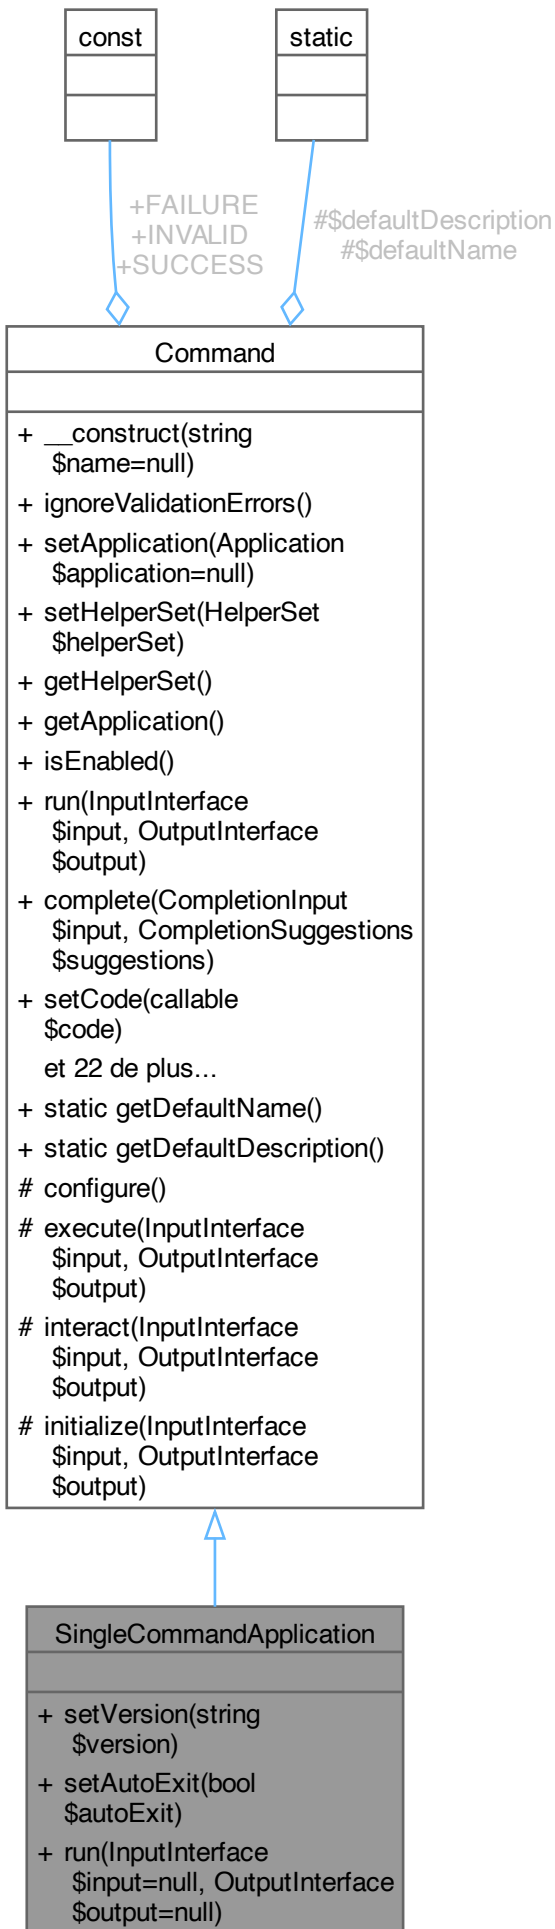 const
static
+FAILURE
+INVALID
+SUCCESS
#$defaultDescription
#$defaultName
Command
+ __construct(string
$name=null)
+ ignoreValidationErrors()
+ setApplication(Application
$application=null)
+ setHelperSet(HelperSet
$helperSet)
+ getHelperSet()
+ getApplication()
+ isEnabled()
+ run(InputInterface
$input, OutputInterface
$output)
+ complete(CompletionInput
$input, CompletionSuggestions
$suggestions)
+ setCode(callable
$code)
et 22 de plus...
+ static getDefaultName()
+ static getDefaultDescription()
# configure()
# execute(InputInterface
$input, OutputInterface
$output)
# interact(InputInterface
$input, OutputInterface
$output)
# initialize(InputInterface
$input, OutputInterface
$output)
SingleCommandApplication
+ setVersion(string
$version)
+ setAutoExit(bool
$autoExit)
+ run(InputInterface
$input=null, OutputInterface
$output=null)